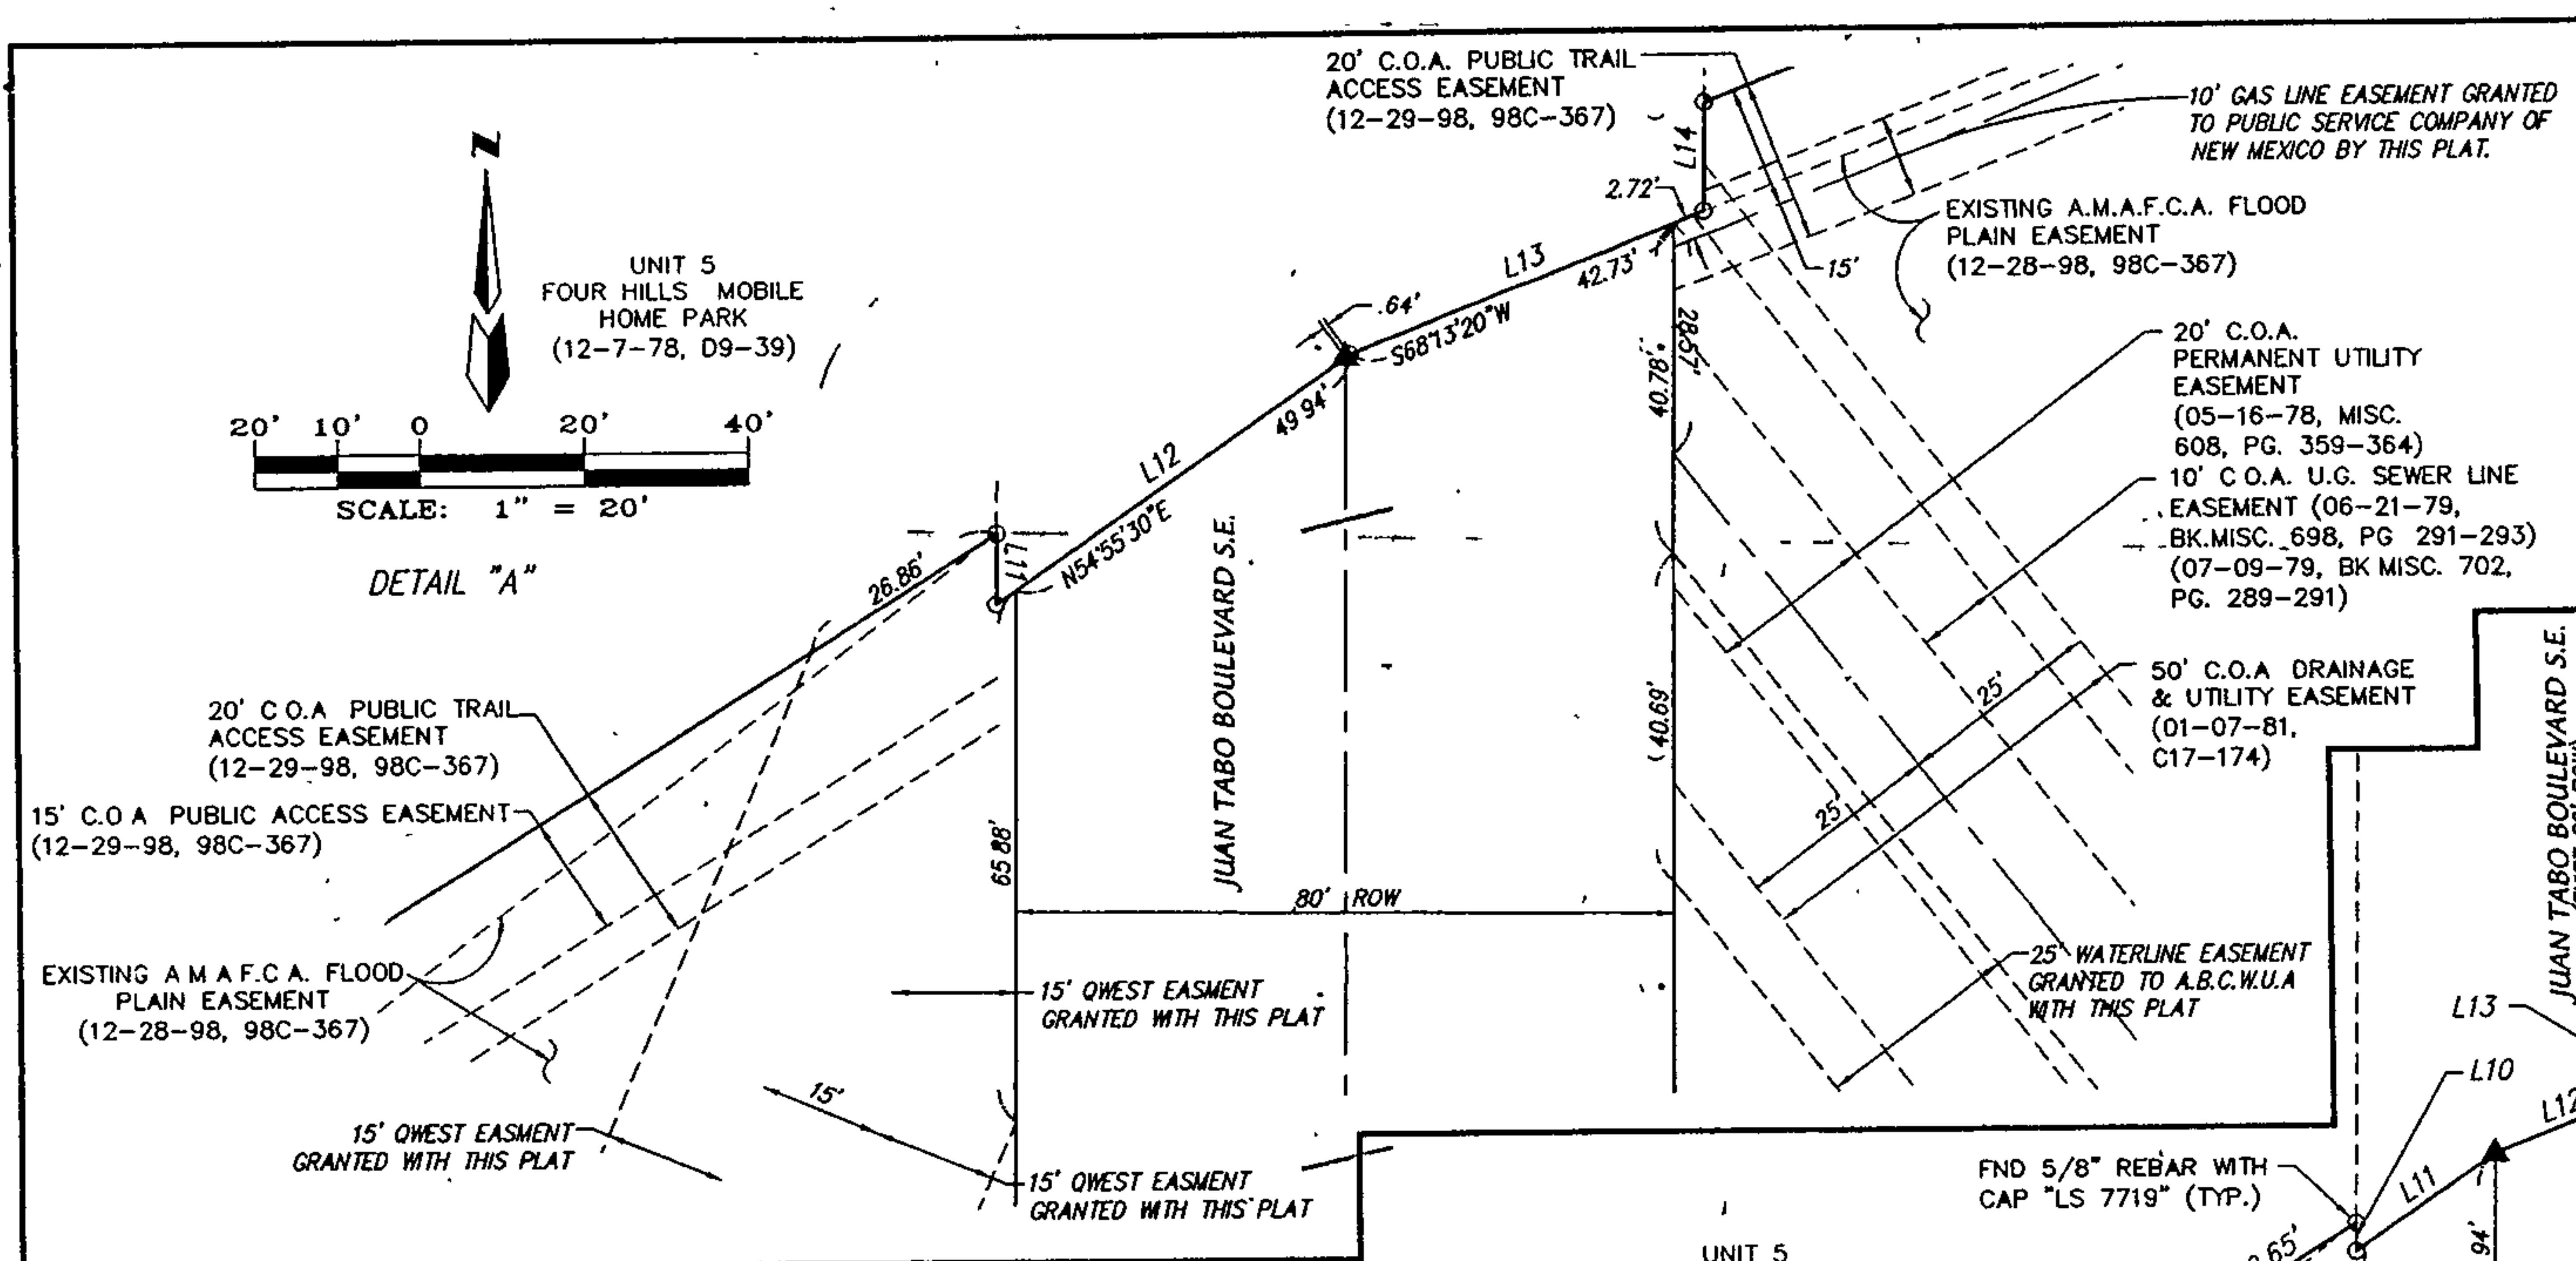 20' C.O.A. PUBLIC TRAIL
ACCESS EASEMENT
(12-29-98, 98C-367)
10' GAS LINE EASEMENT GRANTED
TO PUBLIC SERVICE COMPANY OF
NEW MEXICO BY THIS PLAT.
N
L14
2.72'
EXISTING A.M.A.F.C.A. FLOOD
PLAIN EASEMENT
(12-28-98, 98C-367)
15'
UNIT 5
FOUR HILLS MOBILE
HOME PARK
(12-7-78, D9-39)
L13
42.73'
.64'
S68°13'20"W
28.57'
40.78'
20' C.O.A.
PERMANENT UTILITY
EASEMENT
(05-16-78, MISC.
608, PG. 359-364)
20' 10' 0 20' 40'
SCALE: 1" = 20'
DETAIL "A"
49 94'
L12
N54°55'30"E
L11
26.86'
10' C O.A. U.G. SEWER LINE
EASEMENT (06-21-79,
BK.MISC. 698, PG 291-293)
(07-09-79, BK MISC. 702,
PG. 289-291)
JUAN TABO BOULEVARD S.E.
40.69'
25'
25'
50' C.O.A DRAINAGE
& UTILITY EASEMENT
(01-07-81,
C17-174)
JUAN TABO BOULEVARD S.E.
20' C O.A PUBLIC TRAIL
ACCESS EASEMENT
(12-29-98, 98C-367)
15' C.O A PUBLIC ACCESS EASEMENT
(12-29-98, 98C-367)
65 88'
80' ROW
EXISTING A M A F.C A. FLOOD
PLAIN EASEMENT
(12-28-98, 98C-367)
15' QWEST EASMENT
GRANTED WITH THIS PLAT
25' WATERLINE EASEMENT
GRANTED TO A.B.C.W.U.A
WITH THIS PLAT
15'
15' QWEST EASMENT
GRANTED WITH THIS PLAT
15' QWEST EASMENT
GRANTED WITH THIS PLAT
L13
L10
L12
L11
FND 5/8" REBAR WITH
CAP "LS 7719" (TYP.)
94'
UNIT 5